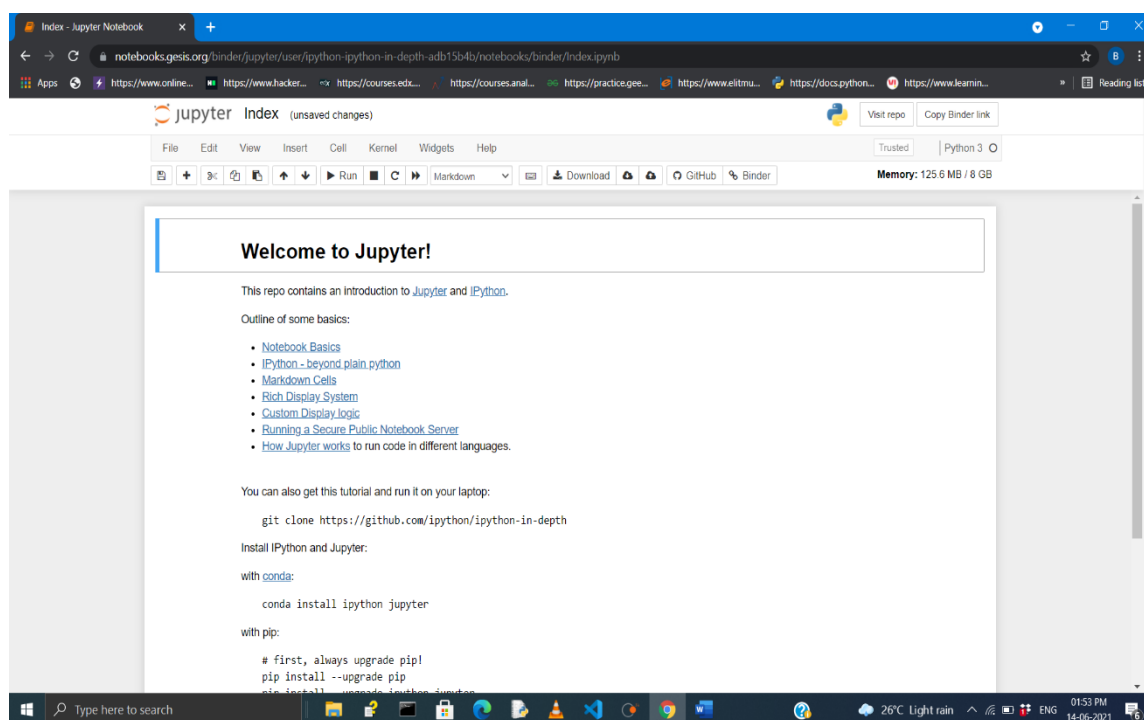 Index - Jupyter Notebook
notebooks.gesis.org/binder/jupyter/user/ipython-ipython-in-depth-adb15b4b/notebooks/binder/Index.ipynb
B
Apps https://www.online... https://www.hacker... https://courses.edx.... https://courses.anal... https://practice.gee... https://www.elitmu... https://docs.python... https://www.learnin... » Reading list
jupyter Index (unsaved changes) Visit repo Copy Binder link
File Edit View Insert Cell Kernel Widgets Help Trusted Python 3
Run Markdown Download GitHub Binder Memory: 125.6 MB / 8 GB
Welcome to Jupyter!
This repo contains an introduction to Jupyter and IPython.
Outline of some basics:
• Notebook Basics
• IPython - beyond plain python
• Markdown Cells
• Rich Display System
• Custom Display logic
• Running a Secure Public Notebook Server
• How Jupyter works to run code in different languages.
You can also get this tutorial and run it on your laptop:
git clone https://github.com/ipython/ipython-in-depth
Install IPython and Jupyter:
with conda:
conda install ipython jupyter
with pip:
# first, always upgrade pip!
pip install --upgrade pip
pip install --upgrade ipython jupyter
Type here to search 26°C Light rain ENG 01:53 PM
14-06-2021